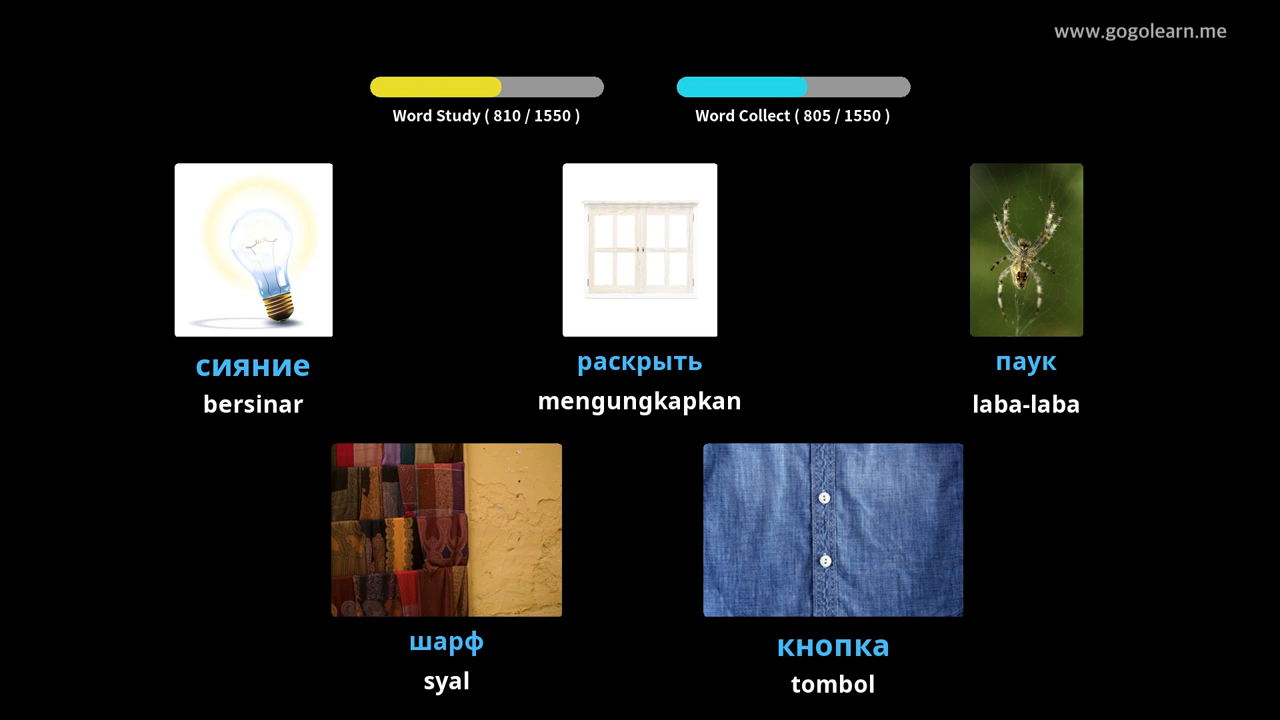 www.gogolearn.me
Word Study ( 810 / 1550 )
Word Collect ( 805 / 1550 )
сияние
bersinar
раскрыть
mengungkapkan
паук
laba-laba
шарф
syal
кнопка
tombol